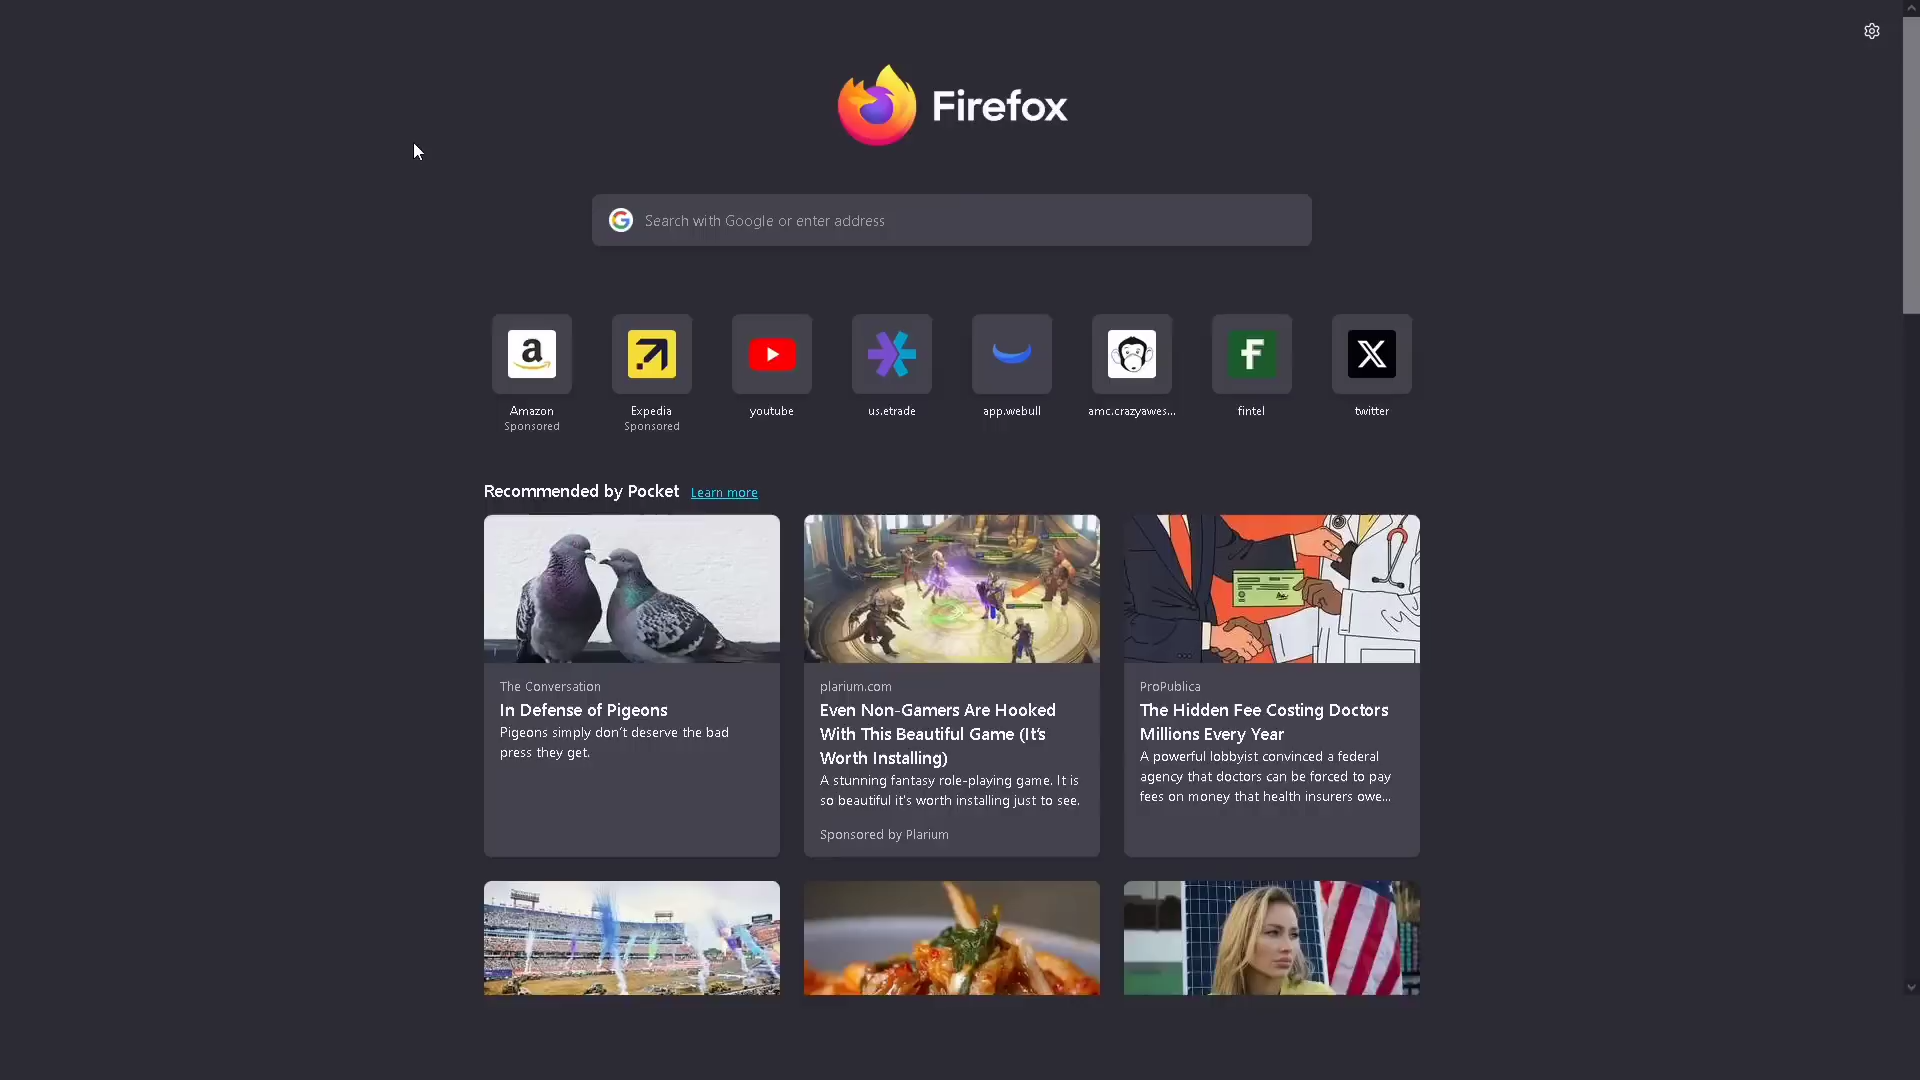 Firefox
Search with Google or enter address
Amazon
Sponsored
Expedia
Sponsored
youtube
us.etrade
app.webull
amc.crazyawes...
fintel
twitter
Recommended by Pocket Learn more
The Conversation
In Defense of Pigeons
Pigeons simply don’t deserve the bad
press they get.
plarium.com
Even Non-Gamers Are Hooked
With This Beautiful Game (It’s
Worth Installing)
A stunning fantasy role-playing game. It is
so beautiful it's worth installing just to see.
Sponsored by Plarium
ProPublica
The Hidden Fee Costing Doctors
Millions Every Year
A powerful lobbyist convinced a federal
agency that doctors can be forced to pay
fees on money that health insurers owe...